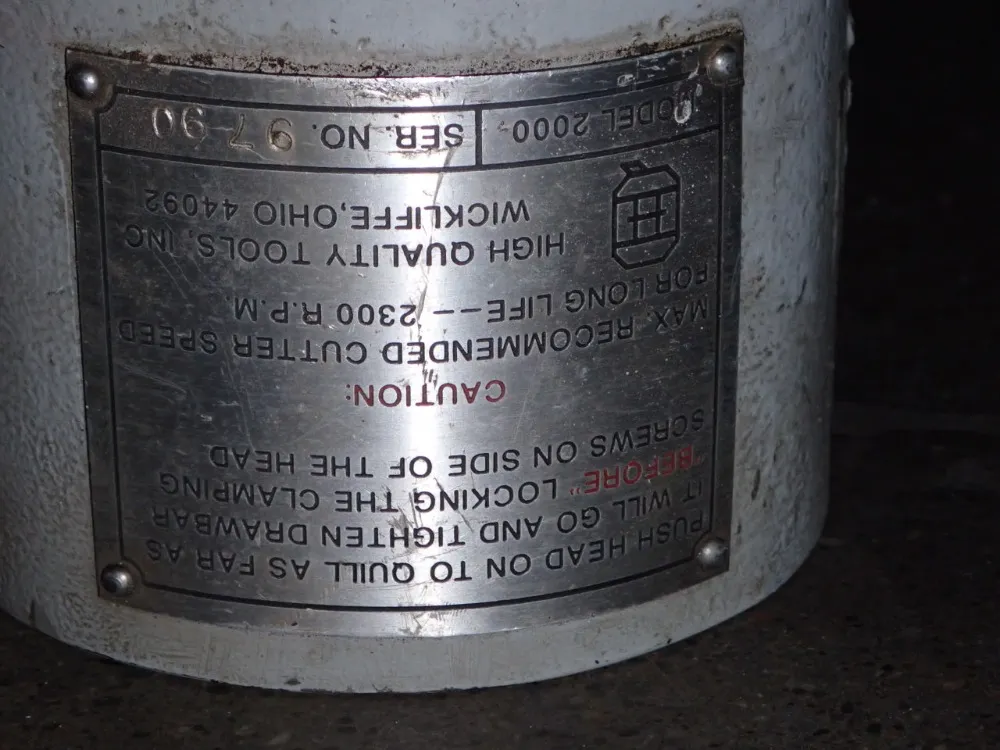 PUSH HEAD ON TO QUILL AS FAR AS
IT WILL GO AND TIGHTEN DRAWBAR
"BEFORE" LOCKING THE CLAMPING
SCREWS ON SIDE OF THE HEAD
CAUTION:
MAX. RECOMMENDED CUTTER SPEED
FOR LONG LIFE--2300 R.P.M.
HIGH QUALITY TOOLS, INC
WICKLIFFE, OHIO 44092
MODEL 2000. SER. NO.